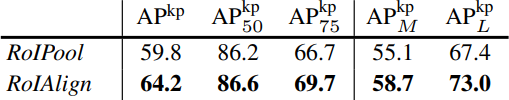 AP^kp AP^kp_50 AP^kp_75 AP^kp_M AP^kp_L
RoIPool 59.8 86.2 66.7 55.1 67.4
RoIAlign 64.2 86.6 69.7 58.7 73.0